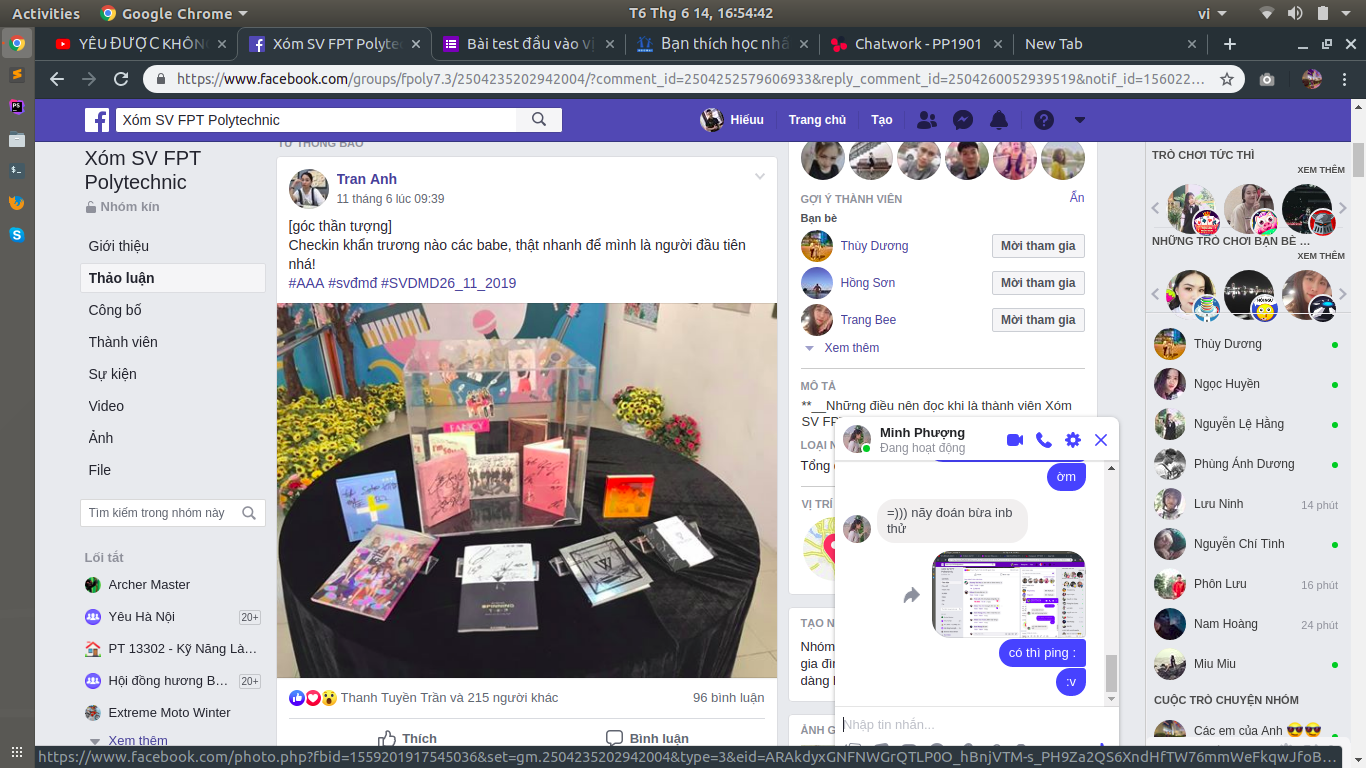 Activities
Google Chrome
T6 Thg 6 14, 16:54:42
vi
YÊU ĐƯỢC KHÔN
Xóm SV FPT Polyte
Bài test đầu vào vị
Bạn thích học nhấ
Chatwork - PP1901
New Tab
https://www.facebook.com/groups/fpoly7.3/2504235202942004/?comment_id=2504252579606933&reply_comment_id=2504260052939519&notif_id=156022…
Xóm SV FPT Polytechnic
Hiếuu
Trang chủ
Tạo
Xóm SV FPT
Polytechnic
Nhóm kín
Giới thiệu
Thảo luận
Công bố
Thành viên
Sự kiện
Video
Ảnh
File
Tìm kiếm trong nhóm này
Lối tắt
Archer Master
Yêu Hà Nội
20+
PT 13302 - Kỹ Năng Là…
Hội đồng hương B…
20+
Extreme Moto Winter
Xem thêm
TỪ THÔNG BÁO
Tran Anh
11 tháng 6 lúc 09:39
[góc thần tượng]
Checkin khẩn trương nào các babe, thật nhanh để mình là người đầu tiên
nhá!
#AAA #svđmđ #SVDMD26_11_2019
FANCY
Thanh Tuyền Trần và 215 người khác
96 bình luận
Thích
Bình luận
GỢI Ý THÀNH VIÊN
Ẩn
Bạn bè
Thùy Dương
Mời tham gia
Hồng Sơn
Mời tham gia
Trang Bee
Mời tham gia
Xem thêm
MÔ TẢ
**__Những điều nên đọc khi là thành viên Xóm
SV FP
LOẠI N
Tổng
VỊ TRÍ
TẠO N
Nhóm
gia đì
dàng
ẢNH G
Minh Phượng
Đang hoạt động
ờm
=))) nãy đoán bừa inb
thử
có thì ping :
:v
Nhập tin nhắn...
TRÒ CHƠI TỨC THÌ
XEM THÊM
NHỮNG TRÒ CHƠI BẠN BÈ …
XEM THÊM
Thùy Dương
Ngọc Huyền
Nguyễn Lệ Hằng
Phùng Ánh Dương
Lưu Ninh
14 phút
Nguyễn Chí Tình
Phôn Lưu
16 phút
Nam Hoàng
24 phút
Miu Miu
CUỘC TRÒ CHUYỆN NHÓM
Các em của Anh 😎😎
https://www.facebook.com/photo.php?fbid=1559201917545036&set=gm.2504235202942004&type=3&eid=ARAkdyxGNFNWGrQTLP0O_hBnjVTM-s_PH9Za2QS6XndHfTW76mmWeFkqwJfoB…